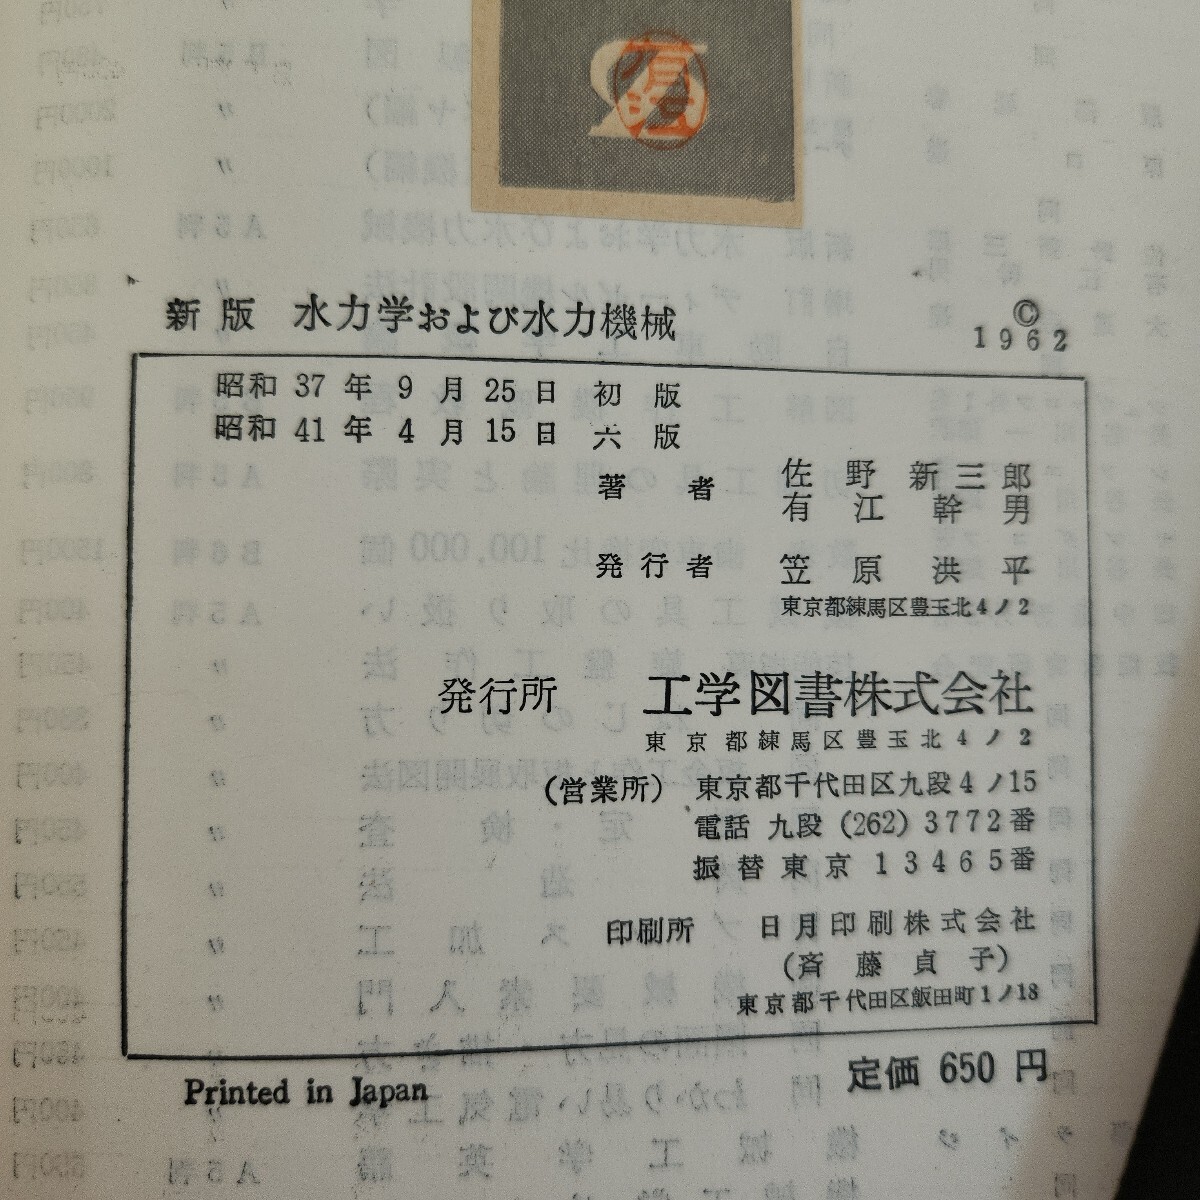 新版 水力学および水力機械
©
1962
昭和 37 年 9 月 25 日 初 版
昭和 41 年 4 月 15 日 六 版
著 者 佐 野 新三郎
有 江 幹 男
発 行 者 笠 原 洪 平
東京都練馬区豊玉北4ノ2
発行所 工学図書株式会社
東京都練馬区豊玉北4ノ2
(営業所) 東京都千代田区九段4ノ15
電話 九段 (262) 3772番
振替東京 13465番
印刷所 日月印刷株式会社
(斉 藤 貞 子)
東京都千代田区飯田町1ノ18
Printed in Japan
定価 650 円